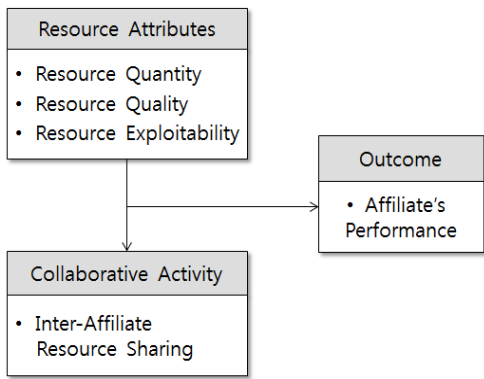 Resource Attributes
• Resource Quantity
• Resource Quality
• Resource Exploitability
Outcome
• Affiliate's
Performance
Collaborative Activity
• Inter-Affiliate
Resource Sharing